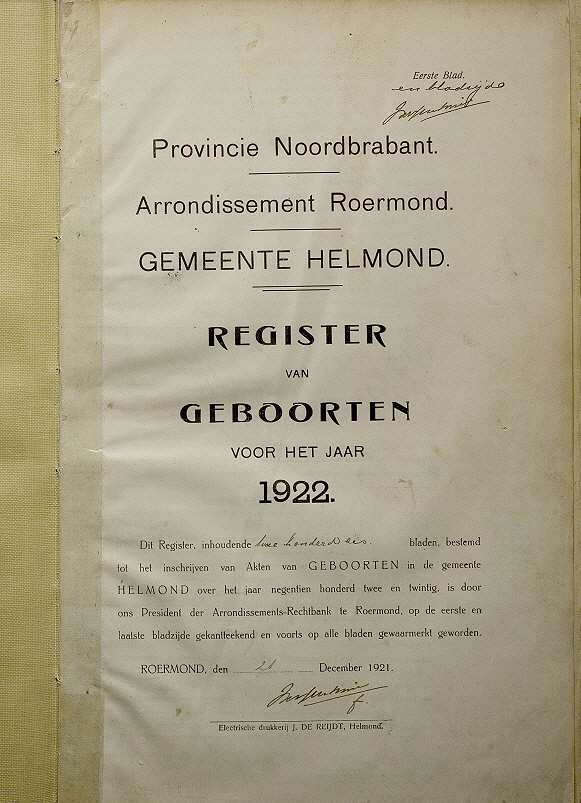 Eerste Blad.
en bladzijde
Provincie Noordbrabant.
Arrondissement Roermond.
GEMEENTE HELMOND.
REGISTER
VAN
GEBOORTEN
VOOR HET JAAR
1922.
Dit Register, inhoudende twee honderd bladen, bestemd
tot het inschrijven van Akten van GEBOORTEN in de gemeente
HELMOND over het jaar negentien honderd twee en twintig, is door
ons President der Arrondissements-Rechtbank te Roermond, op de eerste en
laatste bladzijde gekantteekend en voorts op alle bladen gewaarmerkt geworden.
ROERMOND, den 21 December 1921.
Electrische drukkerij J. DE REIJDT, Helmond.